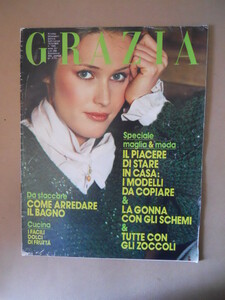 GRAZIA
Speciale
maglia & moda
IL PIACERE
DI STARE
IN CASA:
I MODELLI
DA COPIARE
&
LA GONNA
CON GLI SCHEMI
&
TUTTE CON
GLI ZOCCOLI
Da staccare
COME ARREDARE
IL BAGNO
Cucina
I FACILI
DOLCI
DI FRUTTA